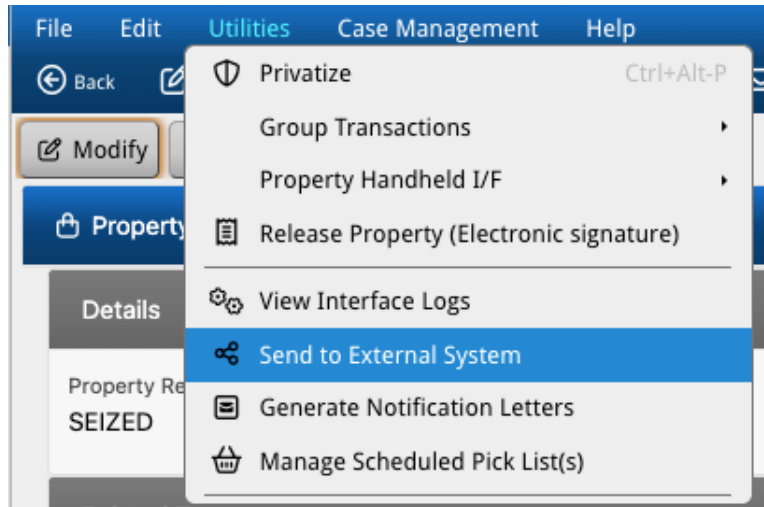 File Edit Utilities Case Management Help
Back
Privatize Ctrl+Alt-P
Group Transactions
Modify
Property Handheld I/F
Property
Release Property (Electronic signature)
View Interface Logs
Details
Send to External System
Property Re
SEIZED
Generate Notification Letters
Manage Scheduled Pick List(s)